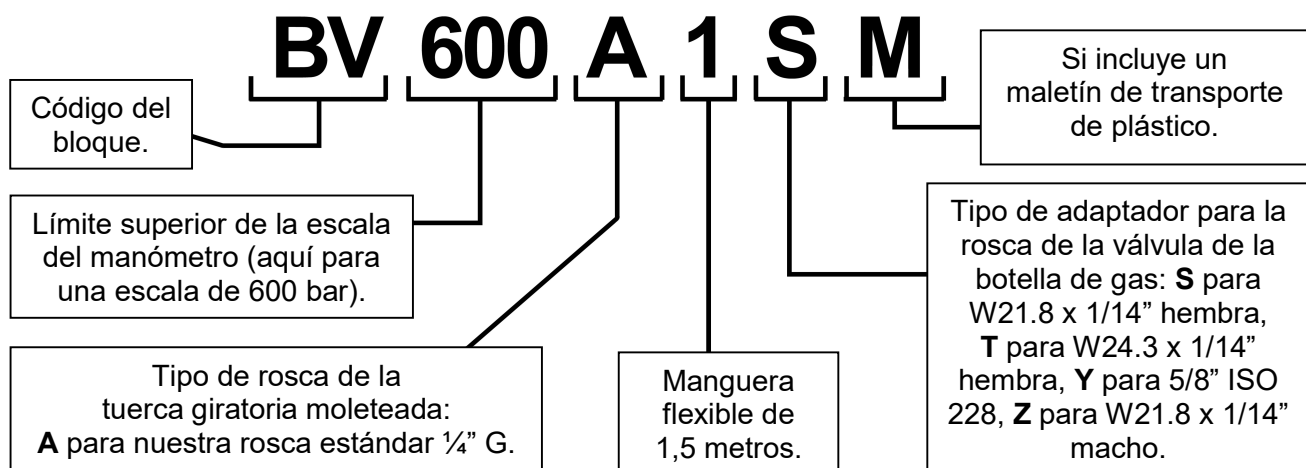 BV 600 A 1 S M
Código del
bloque.
Si incluye un
maletín de transporte
de plástico.
Límite superior de la escala
del manómetro (aquí para
una escala de 600 bar).
Tipo de rosca de la
tuerca giratoria moleteada:
A para nuestra rosca estándar ¼” G.
Manguera
flexible de
1,5 metros.
Tipo de adaptador para la
rosca de la válvula de la
botella de gas: S para
W21.8 x 1/14” hembra,
T para W24.3 x 1/14”
hembra, Y para 5/8” ISO
228, Z para W21.8 x 1/14”
macho.